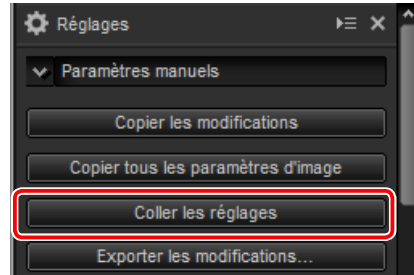 Réglages
Paramètres manuels
Copier les modifications
Copier tous les paramètres d'image
Coller les réglages
Exporter les modifications...